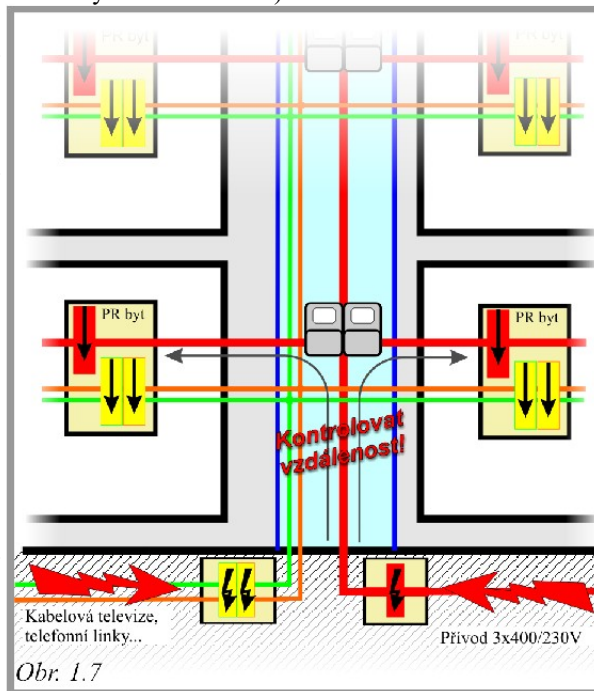 PR byt
PR byt
PR byt
PR byt
Kontrolovat
vzdálenost!
Kabelová televize,
telefonní linky...
Přívod 3x400/230V
Obr. 1.7